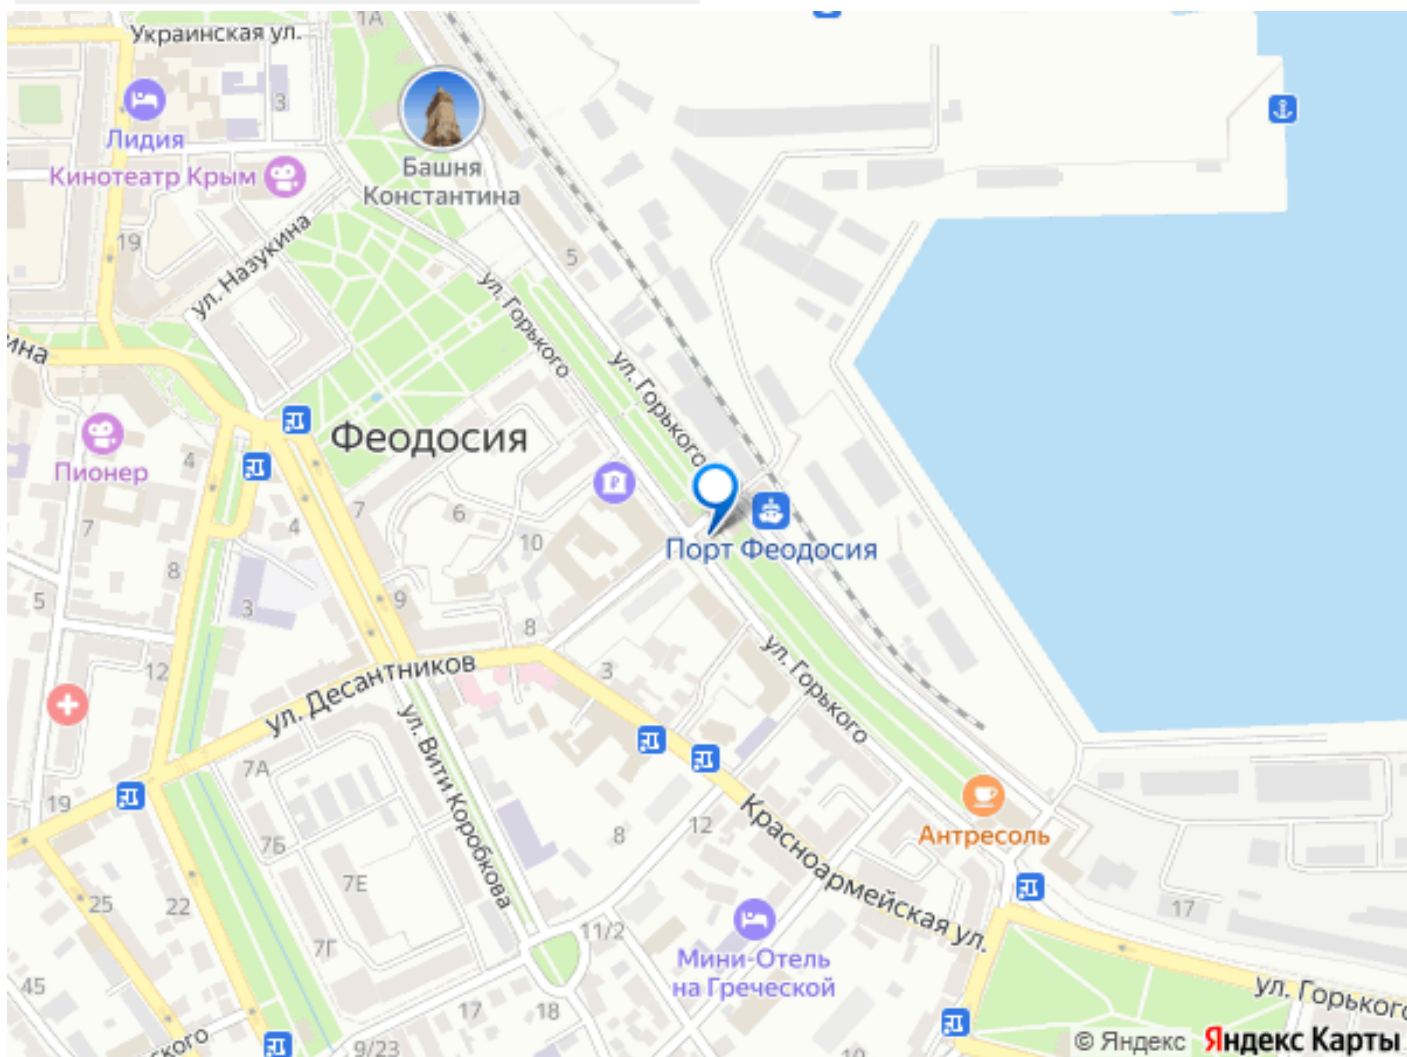 1А
Украинская ул.
3
Лидия
Кинотеатр Крым
Башня
Константина
19
ул. Назукина
5
ул. Горького
ина
ул. Горького
Феодосия
Пионер
4
7
4
7
6
10
Порт Феодосия
8
5
3
9
8
12
3
ул. Десантников
ул. Горького
ул. Вити Коробкова
7А
19
7Б
8
12
Красноармейская ул.
Антресоль
7Е
25
22
7Г
11/2
17
Мини-Отель
на Греческой
45
17
18
ул. Горького
ского
9/23
10
© Яндекс Яндекс Карты